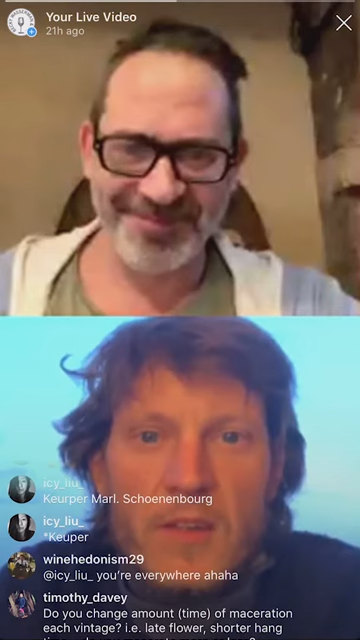 Your Live Video
21h ago
icy_liu_
Keurper Marl. Schoenenbourg
icy_liu_
*Keuper
winehedonism29
@icy_liu_ you're everywhere ahaha
timothy_davey
Do you change amount (time) of maceration
each vintage? i.e. late flower, shorter hang